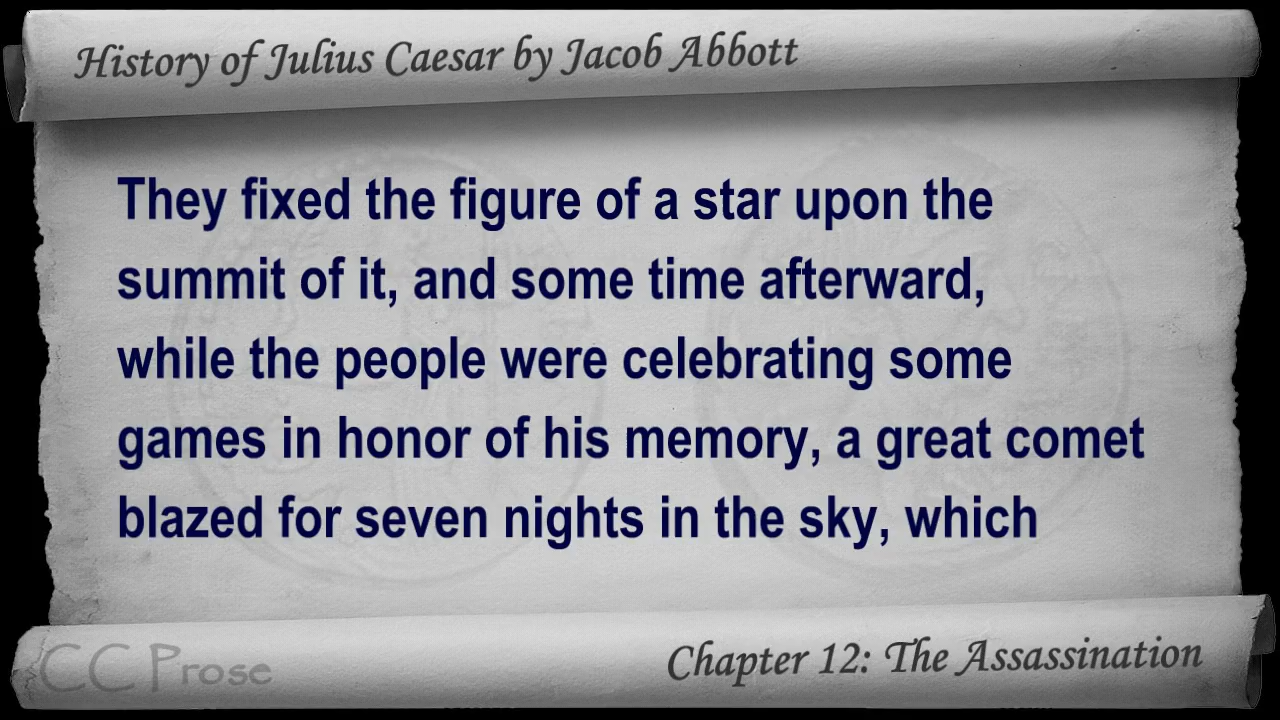 History of Julius Caesar by Jacob Abbott
They fixed the figure of a star upon the
summit of it, and some time afterward,
while the people were celebrating some
games in honor of his memory, a great comet
blazed for seven nights in the sky, which
CC Prose
Chapter 12: The Assassination